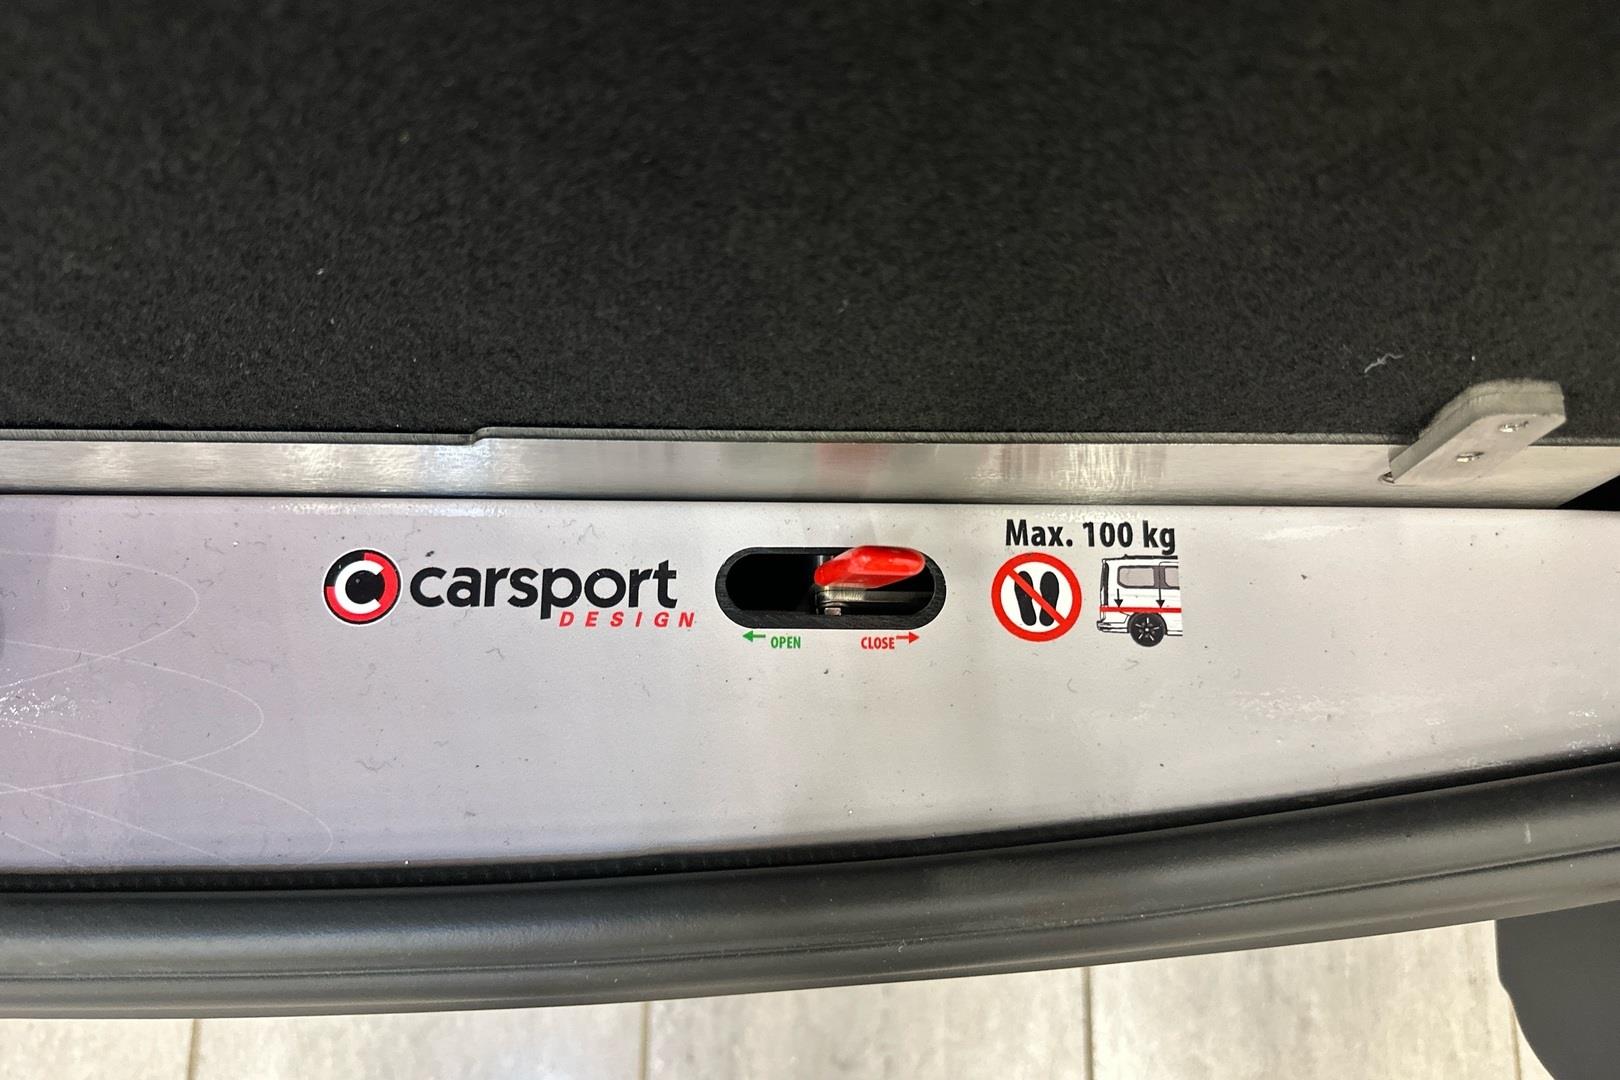 carsport
DESIGN
OPEN
CLOSE
Max. 100 kg